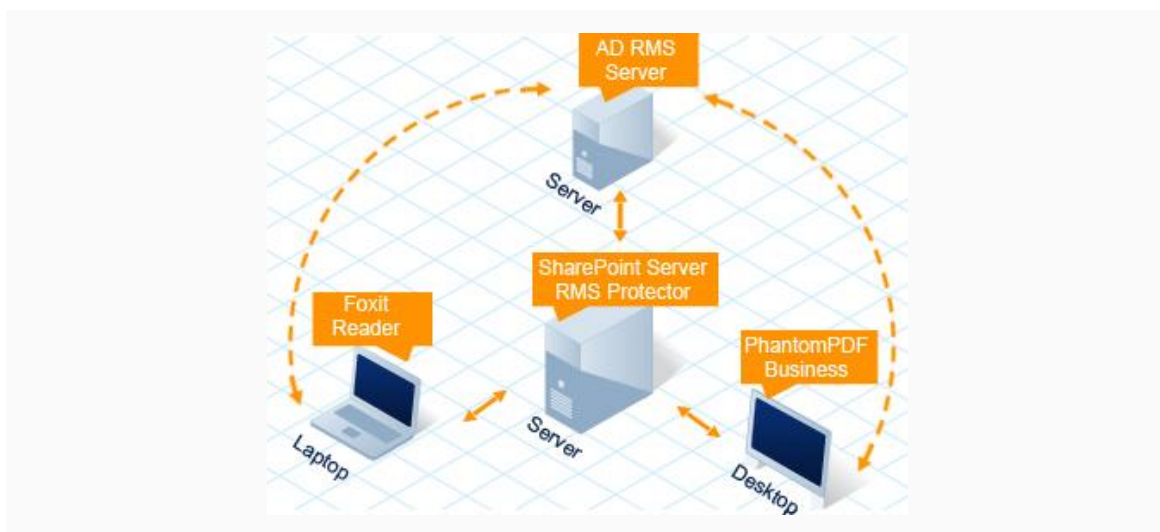 AD RMS
Server
Server
SharePoint Server
RMS Protector
Foxit
Reader
PhantomPDF
Business
Laptop
Server
Desktop